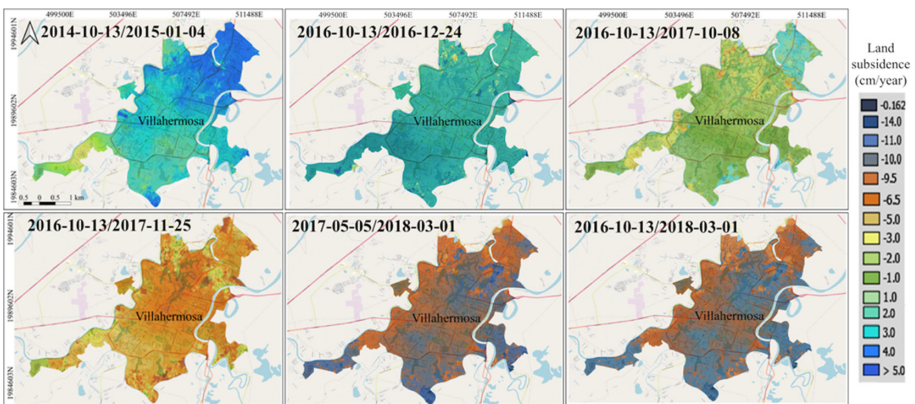 499500E 503496E 507492E 511488E
499500E 503496E 507492E 511488E
1994601N
1989602N
1984603N
2014-10-13/2015-01-04
Villahermosa
0.5 0 0.5 1 km
2016-10-13/2016-12-24
Villahermosa
2016-10-13/2017-10-08
Villahermosa
1994601N
1989602N
1984603N
2016-10-13/2017-11-25
Villahermosa
2017-05-05/2018-03-01
Villahermosa
2016-10-13/2018-03-01
Villahermosa
Land
subsidence
(cm/year)
-0.162
-14.0
-11.0
-10.0
-9.5
-6.5
-5.0
-3.0
-2.0
-1.0
1.0
2.0
3.0
4.0
> 5.0